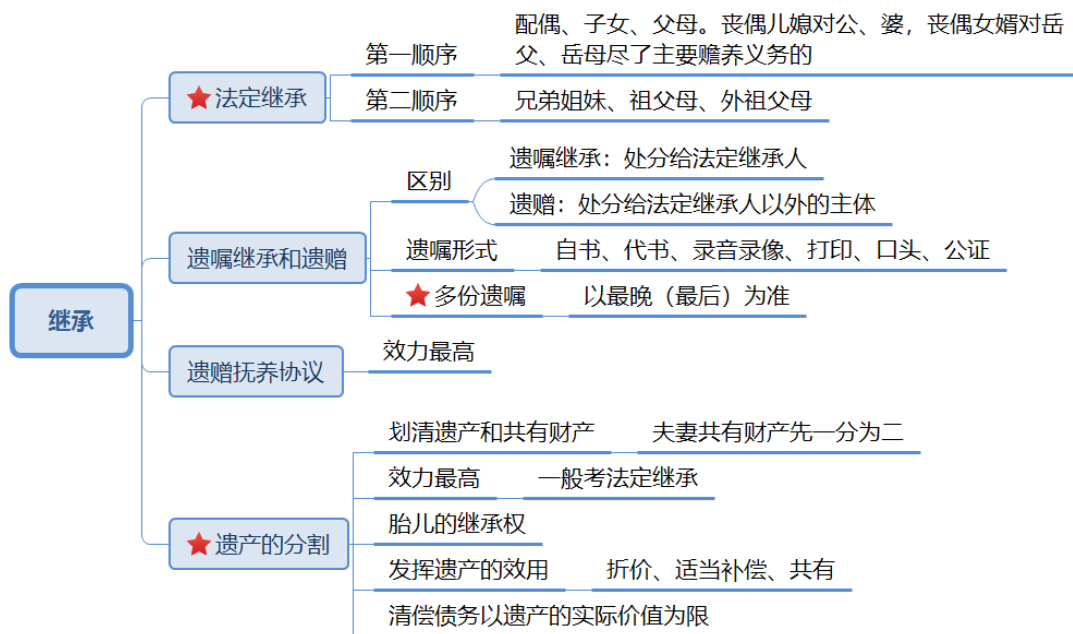 继承
法定继承
第一顺序
配偶、子女、父母。丧偶儿媳对公、婆，丧偶女婿对岳
父、岳母尽了主要赡养义务的
第二顺序
兄弟姐妹、祖父母、外祖父母
遗嘱继承和遗赠
区别
遗嘱继承：处分给法定继承人
遗赠：处分给法定继承人以外的主体
遗嘱形式
自书、代书、录音录像、打印、口头、公证
多份遗嘱
以最晚（最后）为准
遗赠抚养协议
效力最高
遗产的分割
划清遗产和共有财产
夫妻共有财产先一分为二
效力最高
一般考法定继承
胎儿的继承权
发挥遗产的效用
折价、适当补偿、共有
清偿债务以遗产的实际价值为限